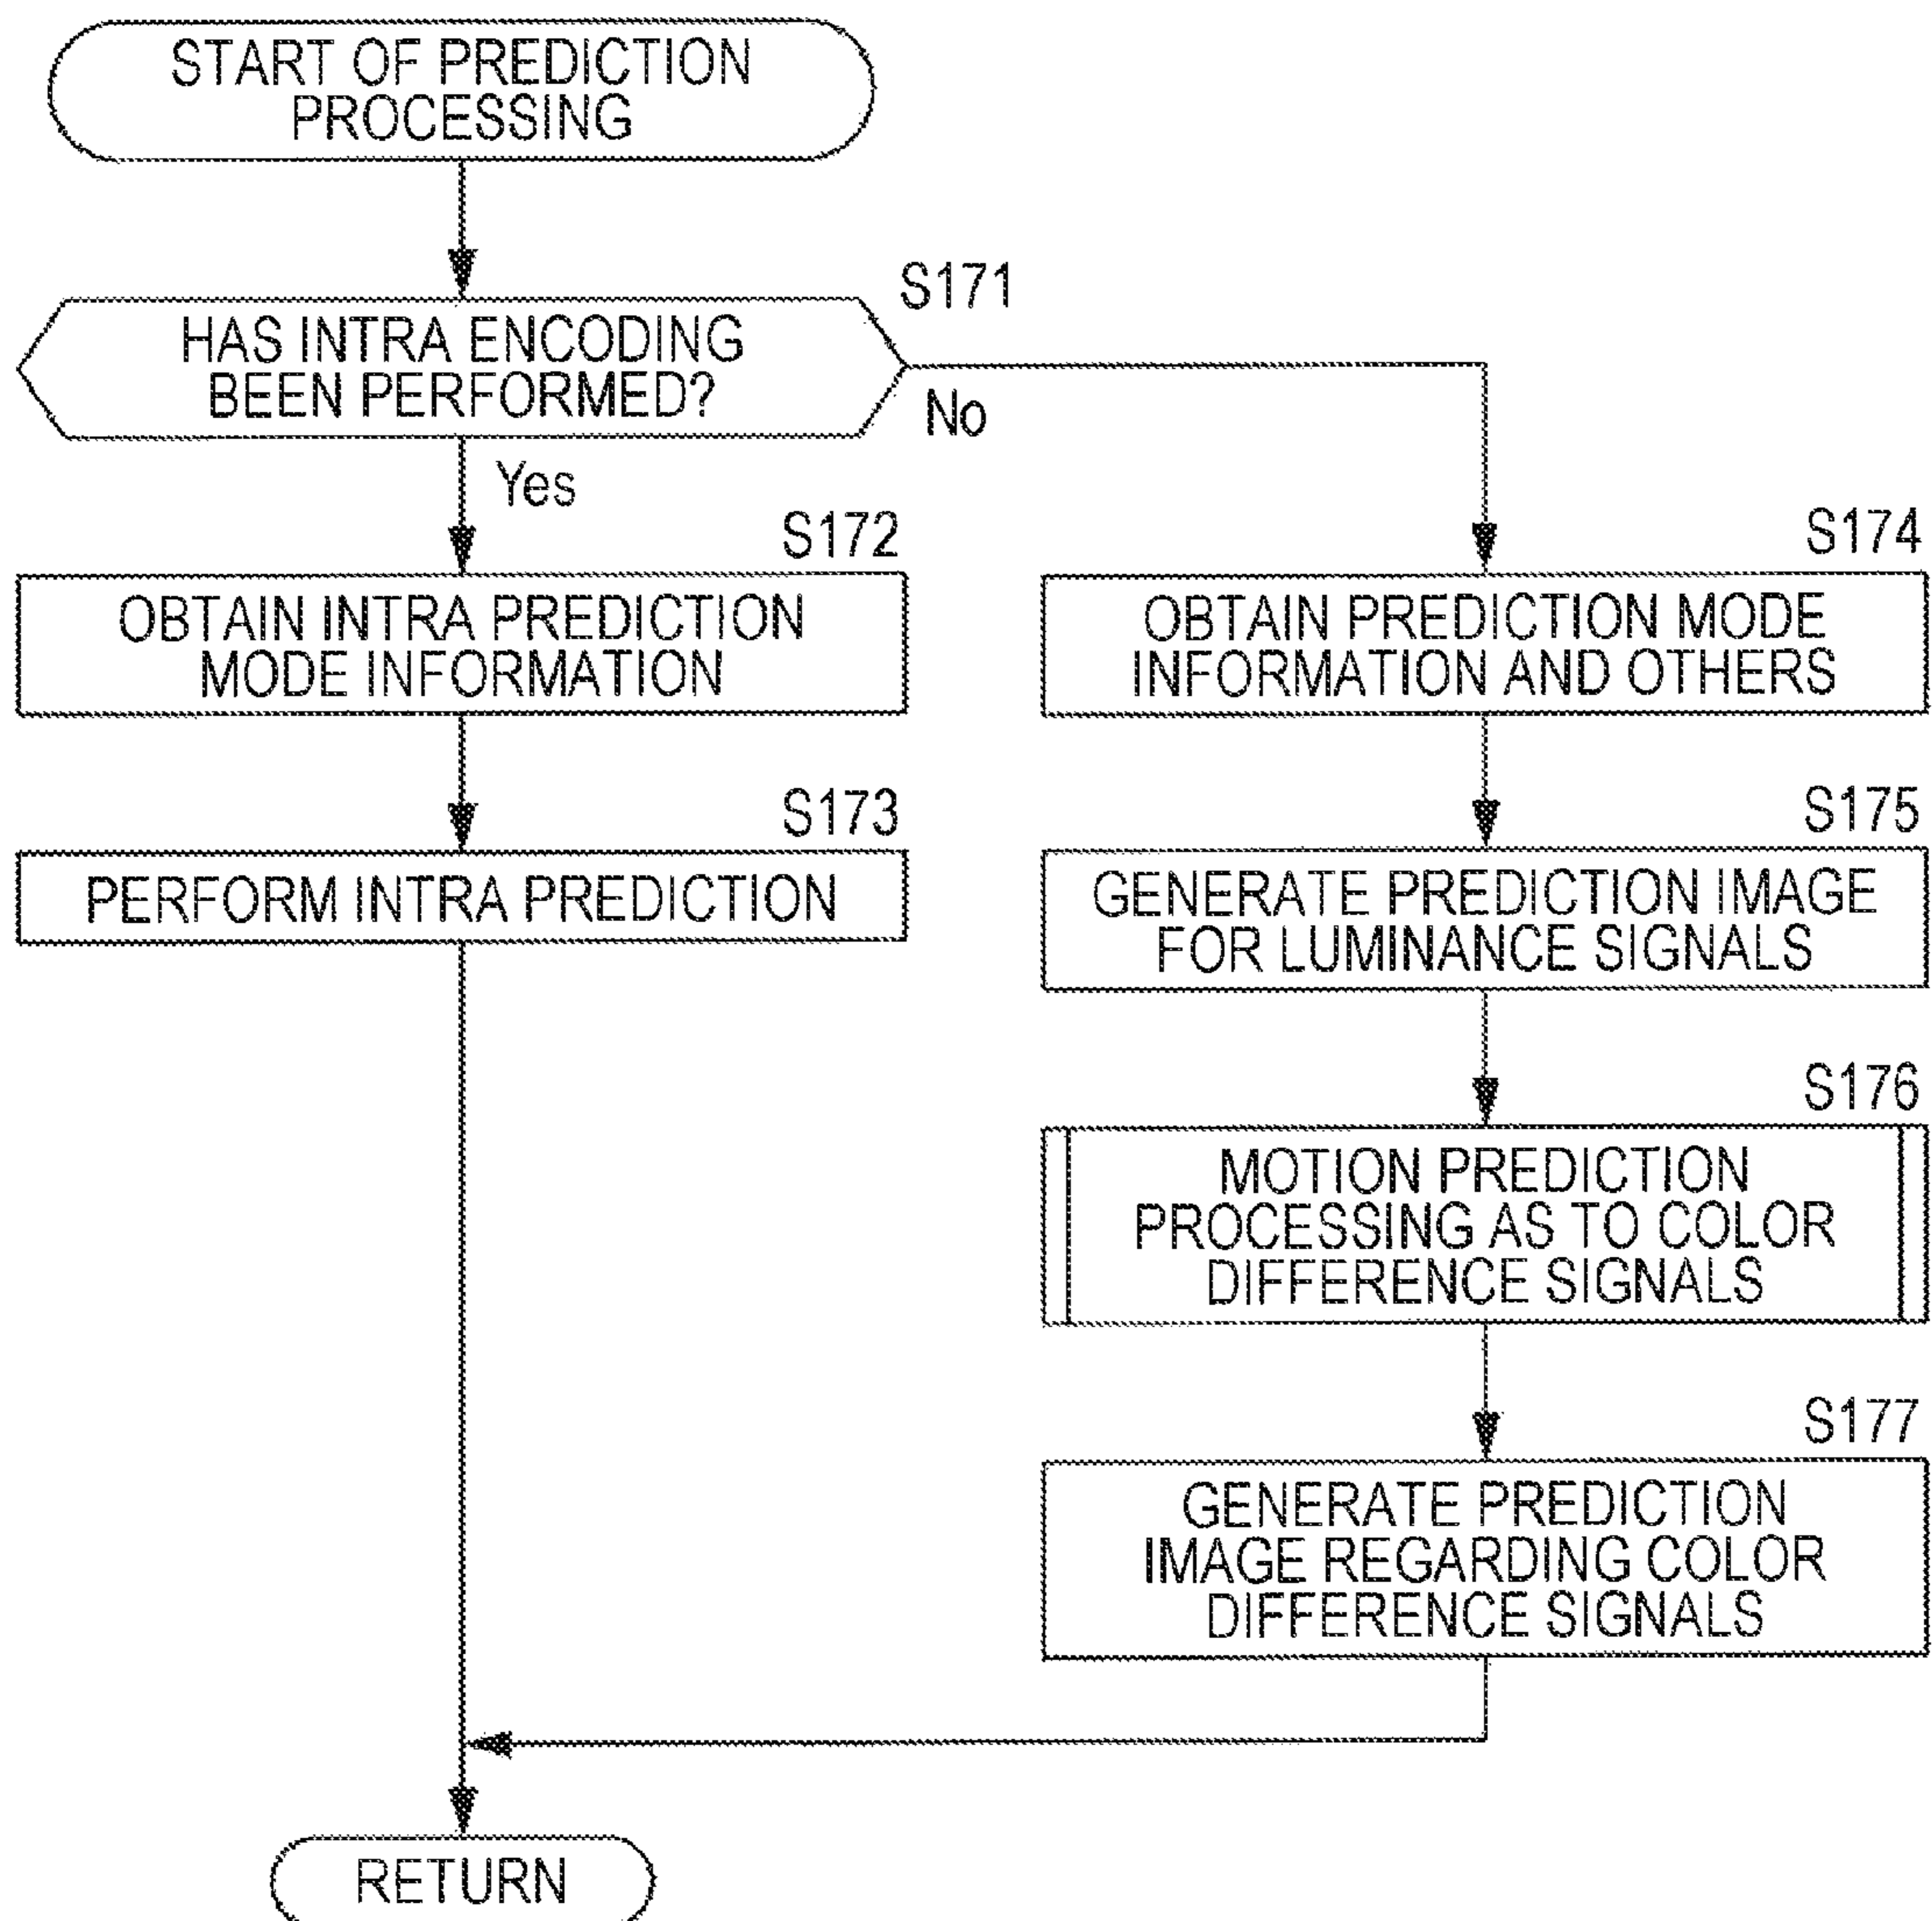 START OF PREDICTION
PROCESSING
S171
HAS INTRA ENCODING
BEEN PERFORMED?
No
Yes
S172
OBTAIN INTRA PREDICTION
MODE INFORMATION
S173
PERFORM INTRA PREDICTION
S174
OBTAIN PREDICTION MODE
INFORMATION AND OTHERS
S175
GENERATE PREDICTION IMAGE
FOR LUMINANCE SIGNALS
S176
MOTION PREDICTION
PROCESSING AS TO COLOR
DIFFERENCE SIGNALS
S177
GENERATE PREDICTION
IMAGE REGARDING COLOR
DIFFERENCE SIGNALS
RETURN